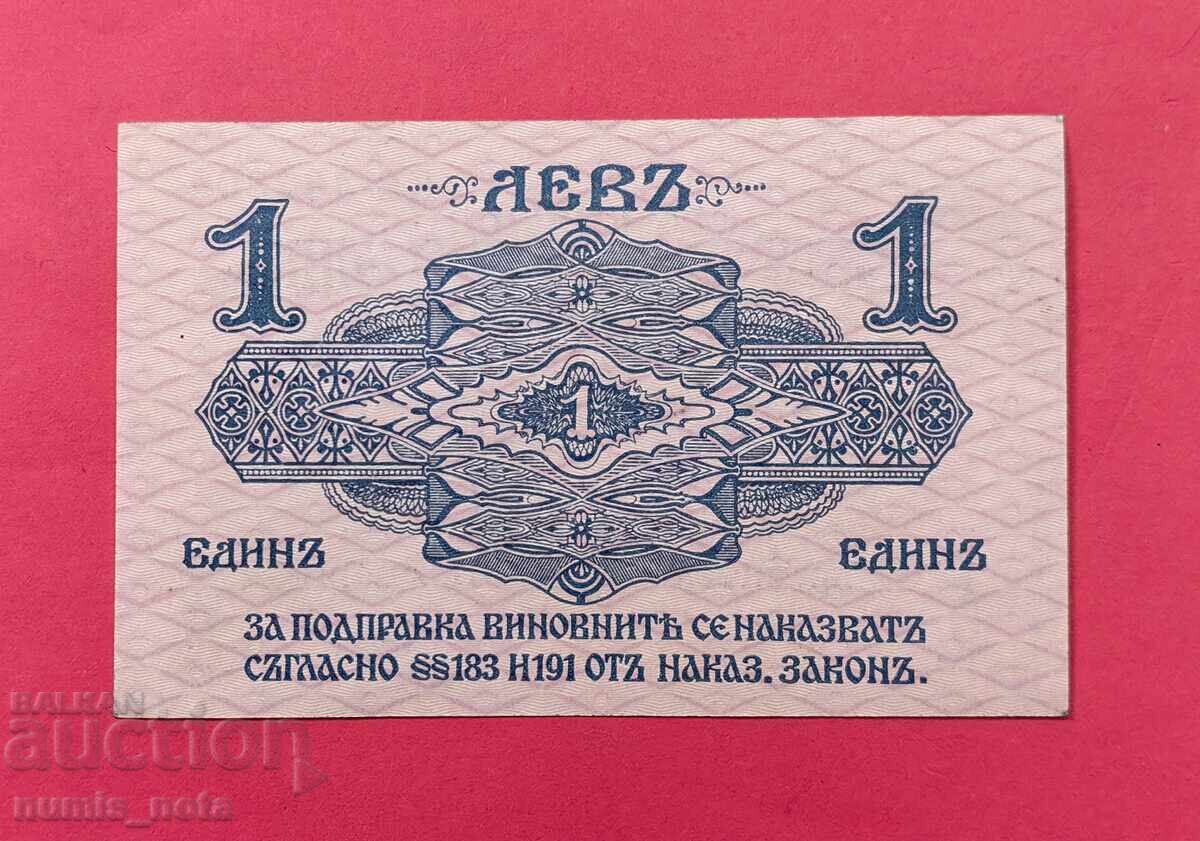 ЛЕВЪ
1 1
1
ЕДИНЪ ЕДИНЪ
ЗА ПОДПРАВКА ВИНОВНИТѢ СЕ НАКАЗВАТЪ
СЪГЛАСНО §§183 И 191 ОТЪ НАКАЗ. ЗАКОНЪ.
BALKAN
auction
numis_nota